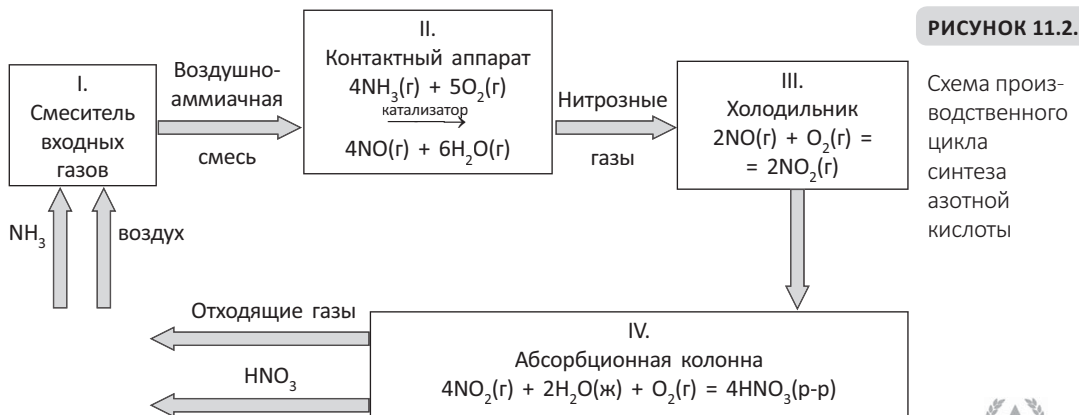 РИСУНОК 11.2.
Схема произ-
водственного
цикла
синтеза
азотной
кислоты
I.
Смеситель
входных
газов
Воздушно-
аммиачная
смесь
II.
Контактный аппарат
4NH₃(г) + 5O₂(г)
катализатор
4NO(г) + 6H₂O(г)
Нитрозные
газы
III.
Холодильник
2NO(г) + O₂(г) =
= 2NO₂(г)
NH₃
воздух
Отходящие газы
HNO₃
IV.
Абсорбционная колонна
4NO₂(г) + 2H₂O(ж) + O₂(г) = 4HNO₃(р-р)